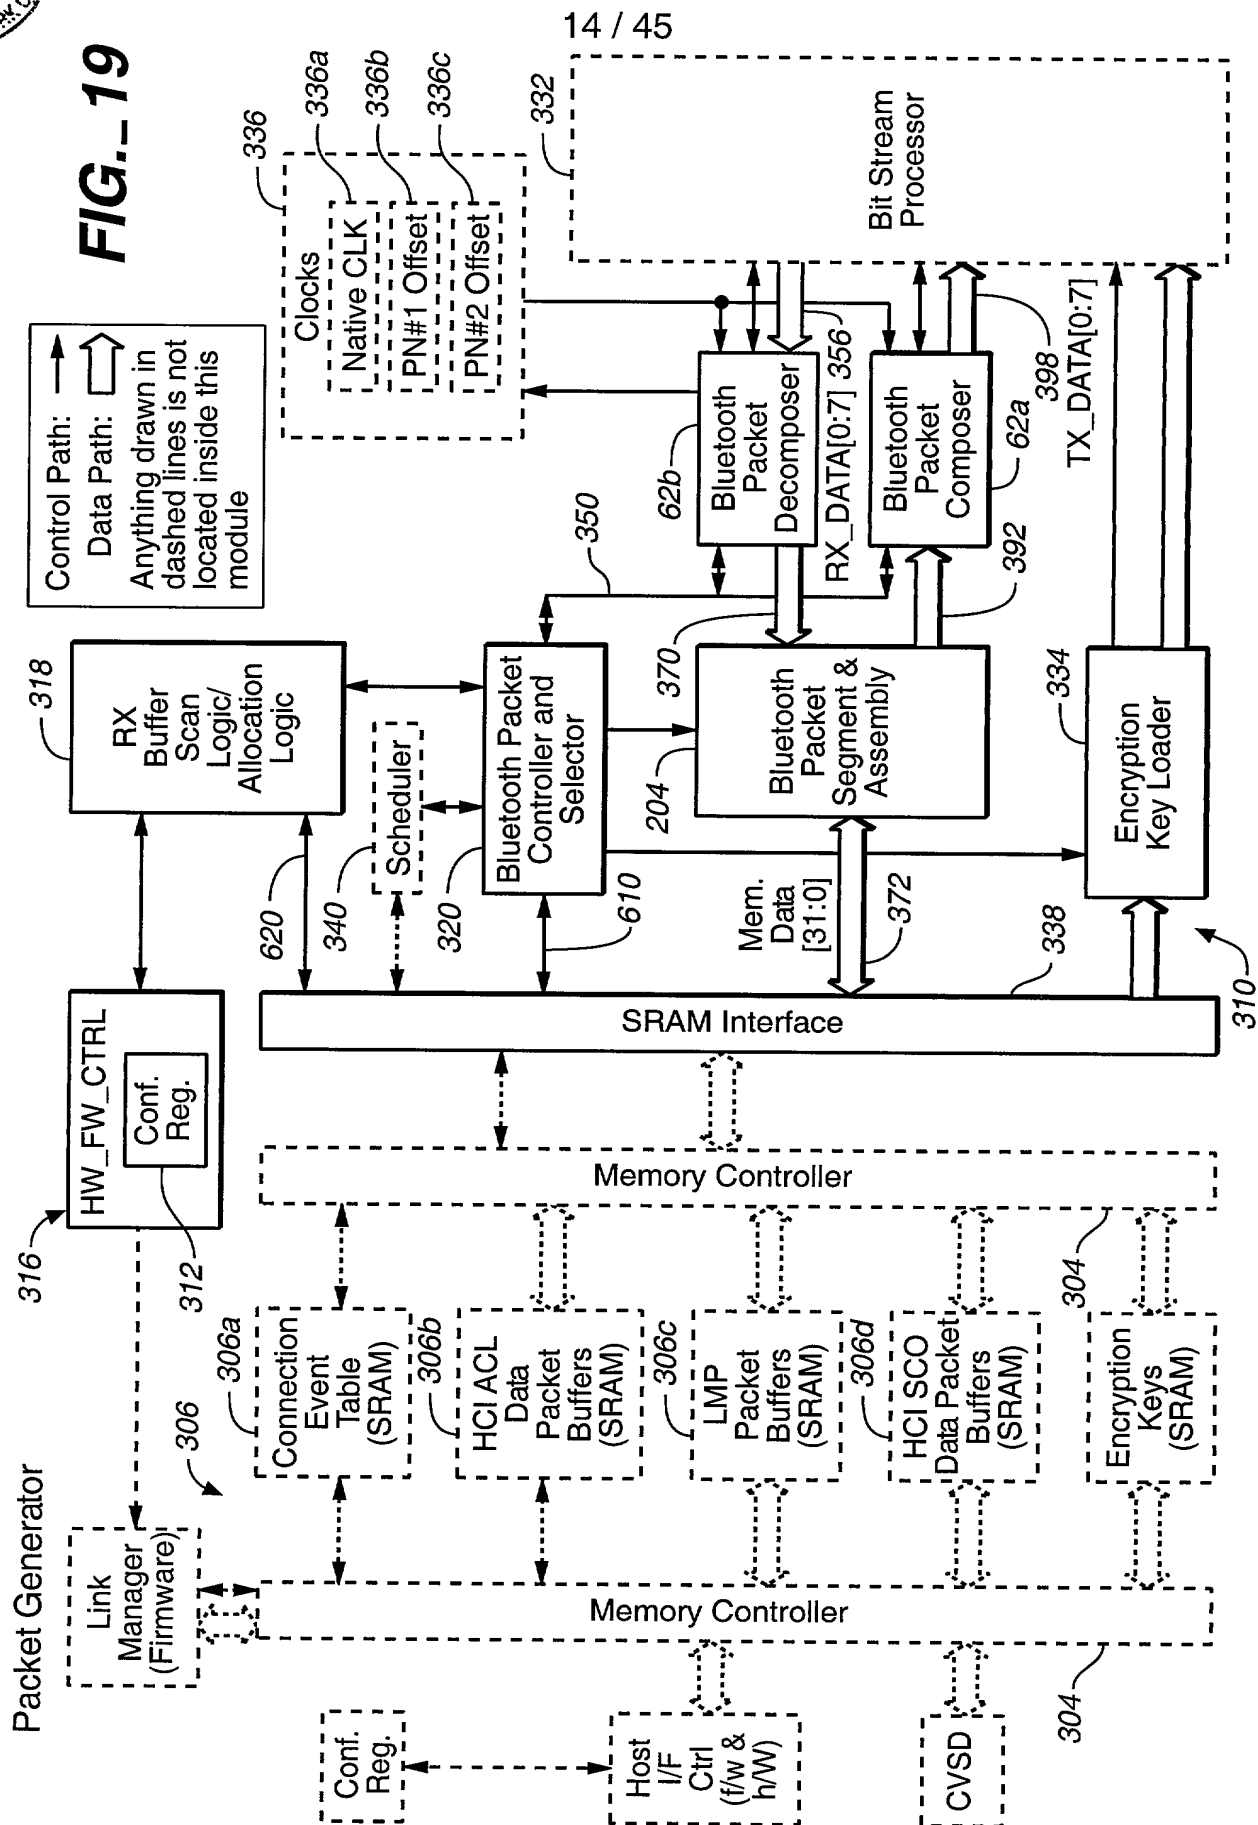 14 / 45
FIG._19
Packet Generator
Control Path:
Data Path:
Anything drawn in
dashed lines is not
located inside this
module
Link
Manager
(Firmware)
316
HW_FW_CTRL
Conf.
Reg.
312
318
RX
Buffer
Scan
Logic/
Allocation
Logic
620
336
Clocks
336a
Native CLK
336b
PN#1 Offset
336c
PN#2 Offset
332
Bit Stream
Processor
306
306a
Connection
Event
Table
(SRAM)
306b
HCI ACL
Data
Packet
Buffers
(SRAM)
306c
LMP
Packet
Buffers
(SRAM)
306d
HCI SCO
Data Packet
Buffers
(SRAM)
Encryption
Keys
(SRAM)
Conf.
Reg.
Host
I/F
Ctrl
(f/w &
h/W)
CVSD
Memory Controller
304
Memory Controller
304
SRAM Interface
338
340
Scheduler
320
Bluetooth Packet
Controller and
Selector
610
350
62b
Bluetooth
Packet
Decomposer
RX_DATA[0:7]
356
370
204
Bluetooth
Packet
Segment &
Assembly
Mem.
Data
[31:0]
372
392
Bluetooth
Packet
Composer
62a
398
TX_DATA[0:7]
334
Encryption
Key Loader
310